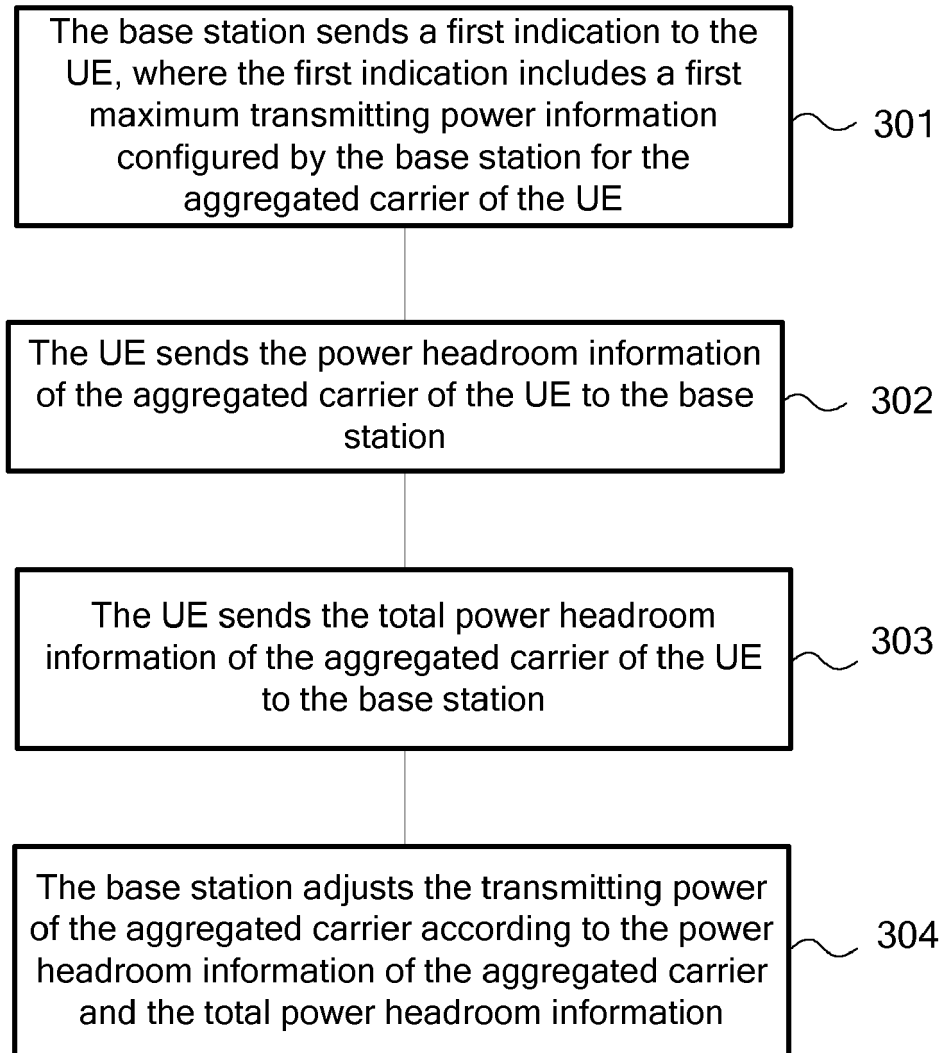 The base station sends a first indication to the
UE, where the first indication includes a first
maximum transmitting power information
configured by the base station for the
aggregated carrier of the UE
301
The UE sends the power headroom information
of the aggregated carrier of the UE to the base
station
302
The UE sends the total power headroom
information of the aggregated carrier of the UE
to the base station
303
The base station adjusts the transmitting power
of the aggregated carrier according to the power
headroom information of the aggregated carrier
and the total power headroom information
304